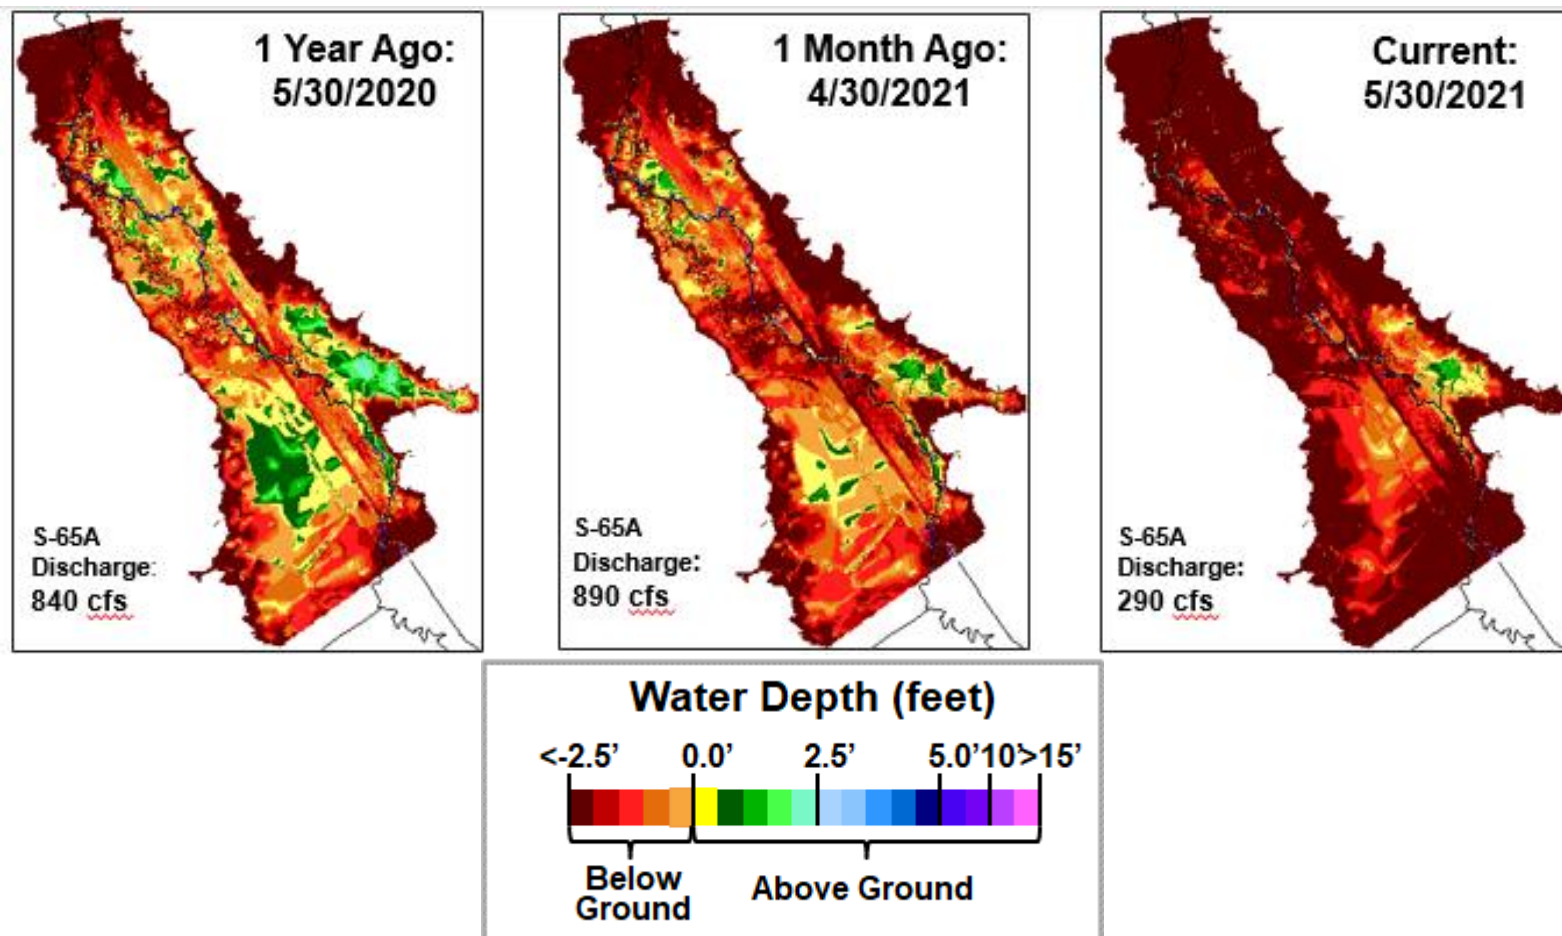 1 Year Ago:
5/30/2020
S-65A
Discharge:
840 cfs
1 Month Ago:
4/30/2021
S-65A
Discharge:
890 cfs
Current:
5/30/2021
S-65A
Discharge:
290 cfs
Water Depth (feet)
<-2.5’ 0.0’ 2.5’ 5.0’10’>15’
Below
Ground
Above Ground